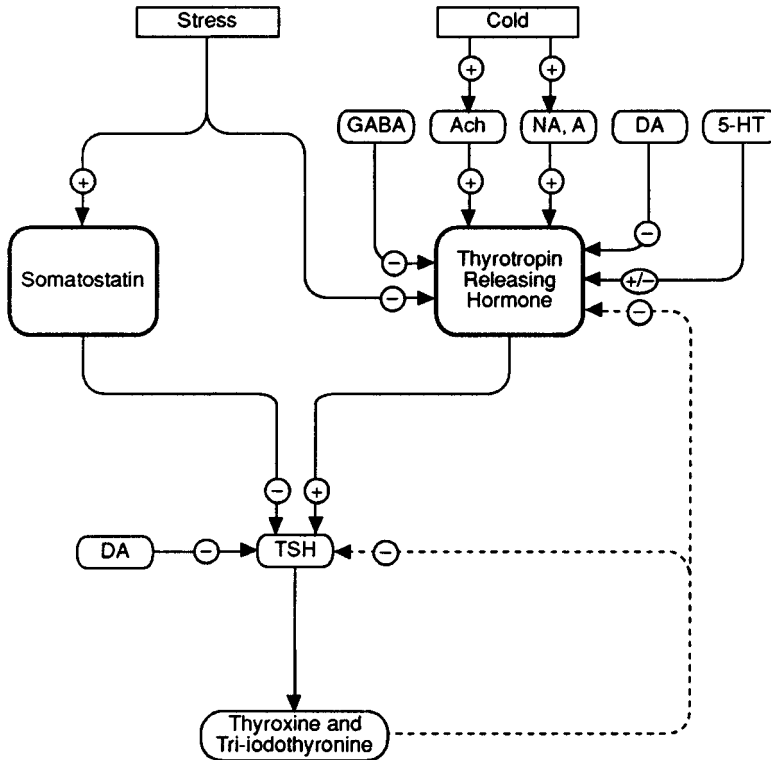 Stress
Cold
+
+
GABA
Ach
NA, A
DA
5-HT
+
+
+
−
Somatostatin
Thyrotropin
Releasing
Hormone
−
+/−
−
−
−
+
DA
−
TSH
−
Thyroxine and
Tri-iodothyronine